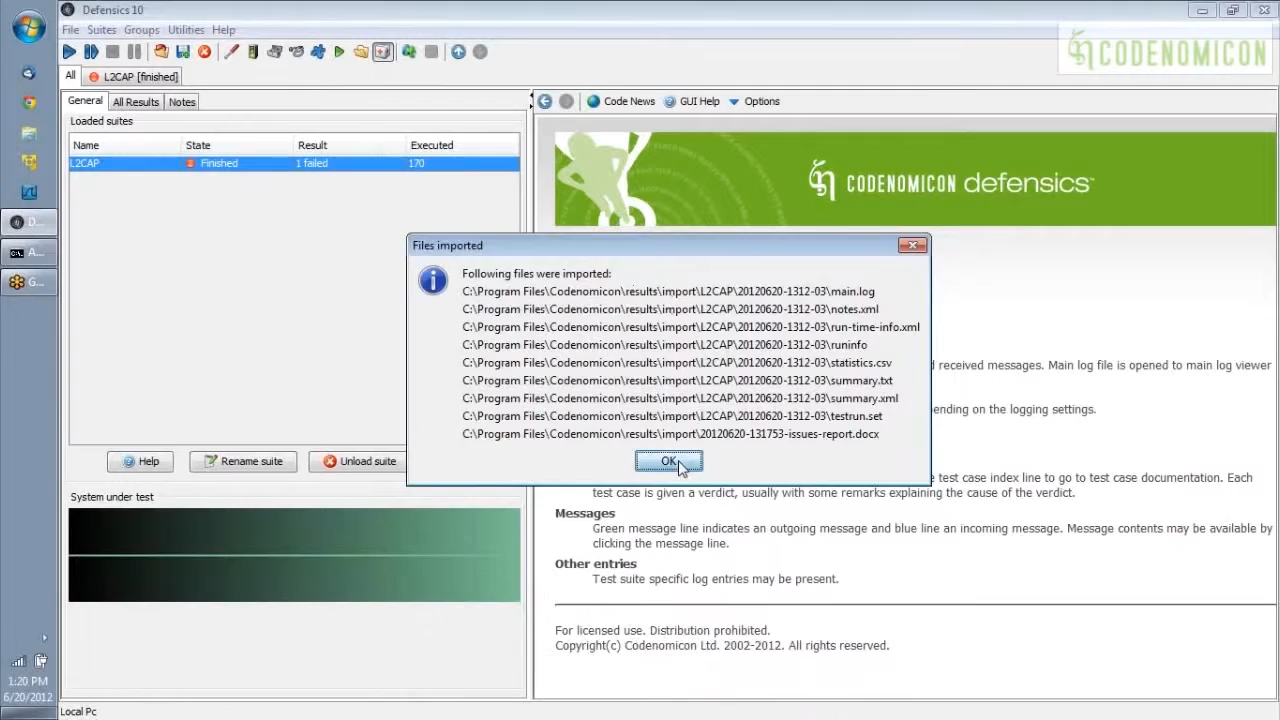 Defensics 10
File Suites Groups Utilities Help
CODENOMICON
All L2CAP [finished]
General All Results Notes
Code News GUI Help Options
Loaded suites
Name State Result Executed
L2CAP Finished 1 failed 170
CODENOMICON defensics™
Files imported
Following files were imported:
C:\Program Files\Codenomicon\results\import\L2CAP\20120620-1312-03\main.log
C:\Program Files\Codenomicon\results\import\L2CAP\20120620-1312-03\notes.xml
C:\Program Files\Codenomicon\results\import\L2CAP\20120620-1312-03\run-time-info.xml
C:\Program Files\Codenomicon\results\import\L2CAP\20120620-1312-03\runinfo
C:\Program Files\Codenomicon\results\import\L2CAP\20120620-1312-03\statistics.csv
C:\Program Files\Codenomicon\results\import\L2CAP\20120620-1312-03\summary.txt
C:\Program Files\Codenomicon\results\import\L2CAP\20120620-1312-03\summary.xml
C:\Program Files\Codenomicon\results\import\L2CAP\20120620-1312-03\testrun.set
C:\Program Files\Codenomicon\results\import\20120620-131753-issues-report.docx
OK
received messages. Main log file is opened to main log viewer
ending on the logging settings.
e test case index line to go to test case documentation. Each
test case is given a verdict, usually with some remarks explaining the cause of the verdict.
Messages
Green message line indicates an outgoing message and blue line an incoming message. Message contents may be available by
clicking the message line.
Other entries
Test suite specific log entries may be present.
For licensed use. Distribution prohibited.
Copyright(c) Codenomicon Ltd. 2002-2012. All rights reserved.
Help Rename suite Unload suite
System under test
D...
A...
G...
1:20 PM
6/20/2012
Local Pc